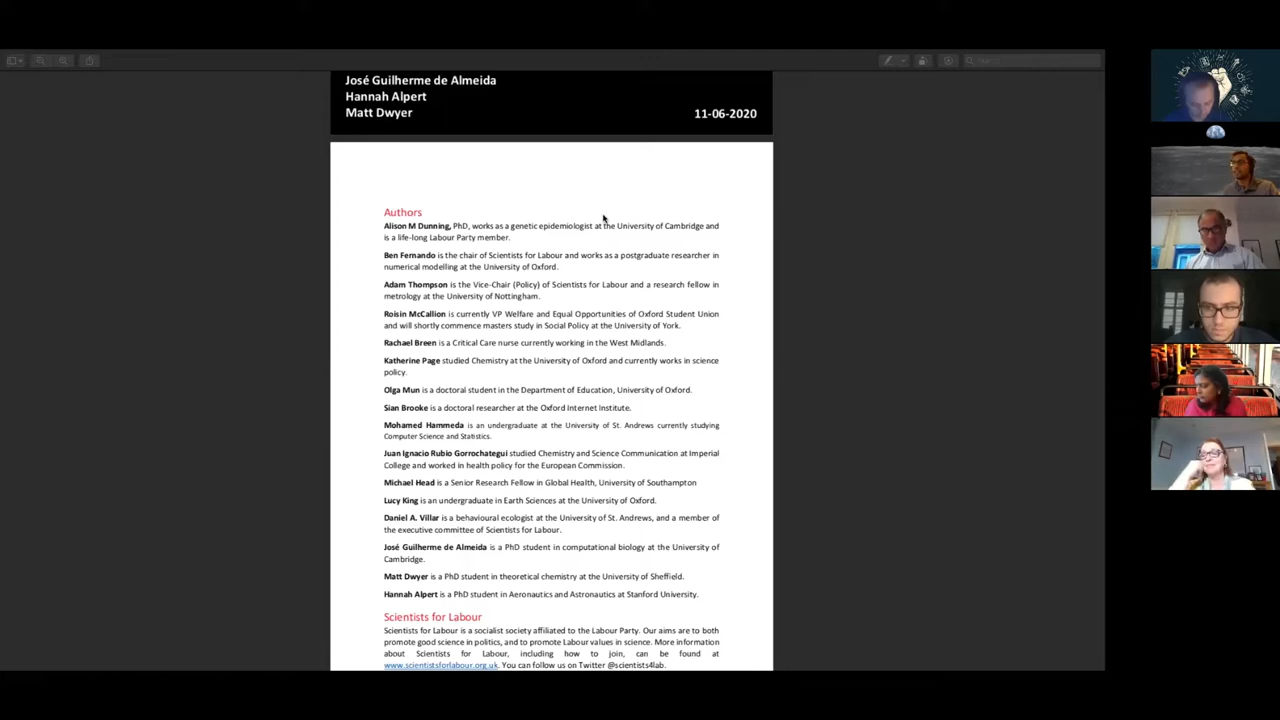 José Guilherme de Almeida
Hannah Alpert
Matt Dwyer
11-06-2020
Authors
Alison M Dunning, PhD, works as a genetic epidemiologist at the University of Cambridge and
is a life-long Labour Party member.
Ben Fernando is the chair of Scientists for Labour and works as a postgraduate researcher in
numerical modelling at the University of Oxford.
Adam Thompson is the Vice-Chair (Policy) of Scientists for Labour and a research fellow in
metrology at the University of Nottingham.
Roisin McCallion is currently VP Welfare and Equal Opportunities of Oxford Student Union
and will shortly commence masters study in Social Policy at the University of York.
Rachael Breen is a Critical Care nurse currently working in the West Midlands.
Katherine Page studied Chemistry at the University of Oxford and currently works in science
policy.
Olga Mun is a doctoral student in the Department of Education, University of Oxford.
Sian Brooke is a doctoral researcher at the Oxford Internet Institute.
Mohamed Hammeda is an undergraduate at the University of St. Andrews currently studying
Computer Science and Statistics.
Juan Ignacio Rubio Gorrochategui studied Chemistry and Science Communication at Imperial
College and worked in health policy for the European Commission.
Michael Head is a Senior Research Fellow in Global Health, University of Southampton
Lucy King is an undergraduate in Earth Sciences at the University of Oxford.
Daniel A. Villar is a behavioural ecologist at the University of St. Andrews, and a member of
the executive committee of Scientists for Labour.
José Guilherme de Almeida is a PhD student in computational biology at the University of
Cambridge.
Matt Dwyer is a PhD student in theoretical chemistry at the University of Sheffield.
Hannah Alpert is a PhD student in Aeronautics and Astronautics at Stanford University.
Scientists for Labour
Scientists for Labour is a socialist society affiliated to the Labour Party. Our aims are to both
promote good science in politics, and to promote Labour values in science. More information
about Scientists for Labour, including how to join, can be found at
www.scientistsforlabour.org.uk. You can follow us on Twitter @scientists4lab.